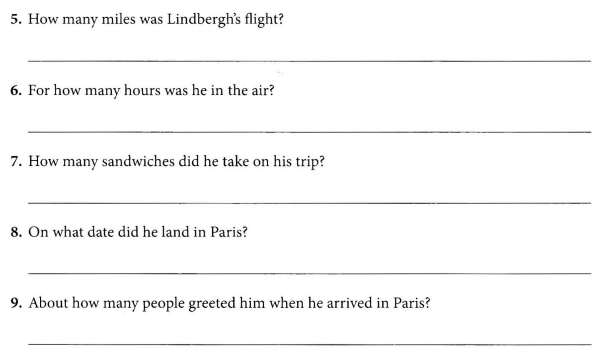 5. How many miles was Lindbergh's flight?
6. For how many hours was he in the air?
7. How many sandwiches did he take on his trip?
8. On what date did he land in Paris?
9. About how many people greeted him when he arrived in Paris?